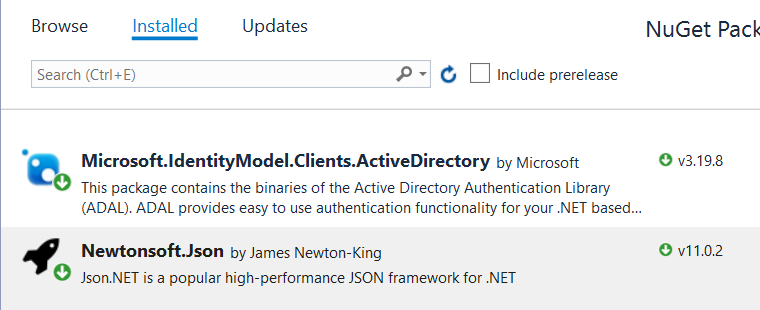 Browse Installed Updates NuGet Pack
Search (Ctrl+E) Include prerelease
Microsoft.IdentityModel.Clients.ActiveDirectory by Microsoft v3.19.8
This package contains the binaries of the Active Directory Authentication Library
(ADAL). ADAL provides easy to use authentication functionality for your .NET based...
Newtonsoft.Json by James Newton-King v11.0.2
Json.NET is a popular high-performance JSON framework for .NET